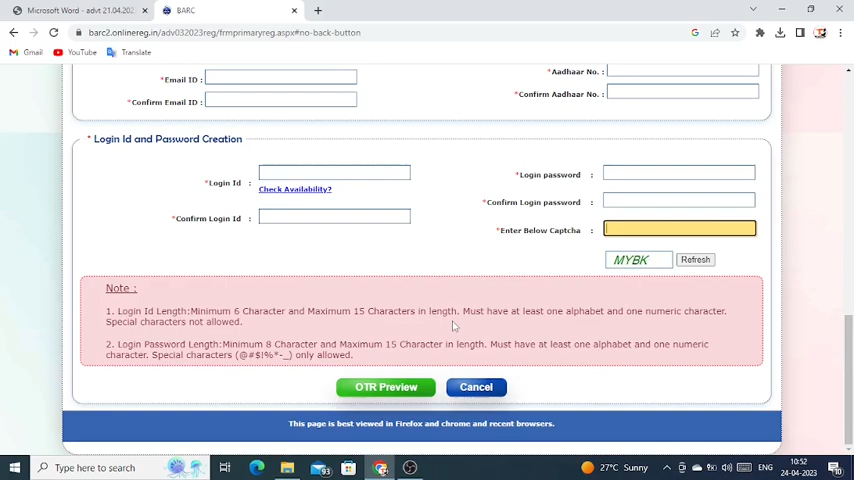 Microsoft Word - advt 21.04.202
BARC
barc2.onlinereg.in/adv032023reg/frmprimaryreg.aspx#no-back-button
Gmail
YouTube
Translate
*Email ID :
*Aadhaar No. :
*Confirm Email ID :
*Confirm Aadhaar No. :
* Login Id and Password Creation
*Login Id :
*Login password :
Check Availability?
*Confirm Login password :
*Confirm Login Id :
*Enter Below Captcha :
MYBK
Refresh
Note :
1. Login Id Length:Minimum 6 Character and Maximum 15 Characters in length. Must have at least one alphabet and one numeric character.
Special characters not allowed.
2. Login Password Length:Minimum 8 Character and Maximum 15 Character in length. Must have at least one alphabet and one numeric
character. Special characters (@#$!%*-_) only allowed.
OTR Preview
Cancel
This page is best viewed in Firefox and chrome and recent browsers.
Type here to search
93
27°C Sunny
ENG
10:52
24-04-2023
10